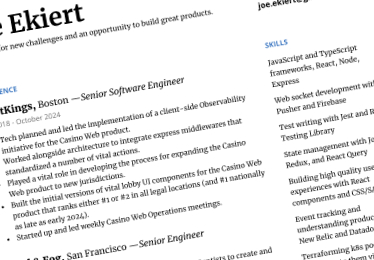 e Ekiert
for new challenges and an opportunity to build great products.
ENCE
tKings, Boston — Senior Software Engineer
018 - October 2024
Tech planned and led the implementation of a client-side Observability
initiative for the Casino Web product.
Worked alongside architecture to integrate express middlewares that
standardized a number of vital actions.
Played a vital role in developing the process for expanding the Casino
Web product to new jurisdictions.
Built the initial versions of vital lobby UI components for the Casino Web
product that ranks either #1 or #2 in all legal locations (and #1 nationally
as late as early 2024).
Started up and led weekly Casino Web Operations meetings.
& Fog, San Francisco — Senior Engineer
tiers to create and
joe.ekierte
SKILLS
JavaScript and TypeScript
frameworks, React, Node,
Express
Web socket development wi
Pusher and Firebase
Test writing with Jest and R
Testing Library
State management with Jo
Redux, and React Query
Building high quality use
experiences with React
components and CSS/SA
Event tracking and
understanding produc
New Relic and Datado
Terraforming k8s po